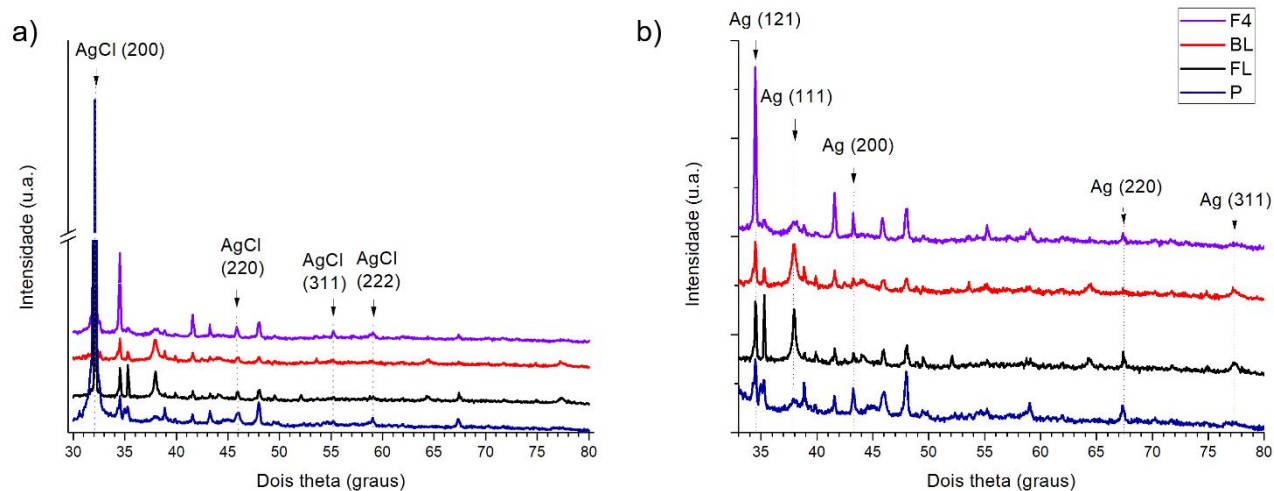 a)
AgCl (200)
AgCl
(220)
AgCl
(311)
AgCl
(222)
Intensidade (u.a.)
30 35 40 45 50 55 60 65 70 75 80
Dois theta (graus)
b)
Ag (121)
Ag (111)
Ag (200)
Ag (220)
Ag (311)
F4
BL
FL
P
Intensidade (u.a.)
35 40 45 50 55 60 65 70 75 80
Dois theta (graus)